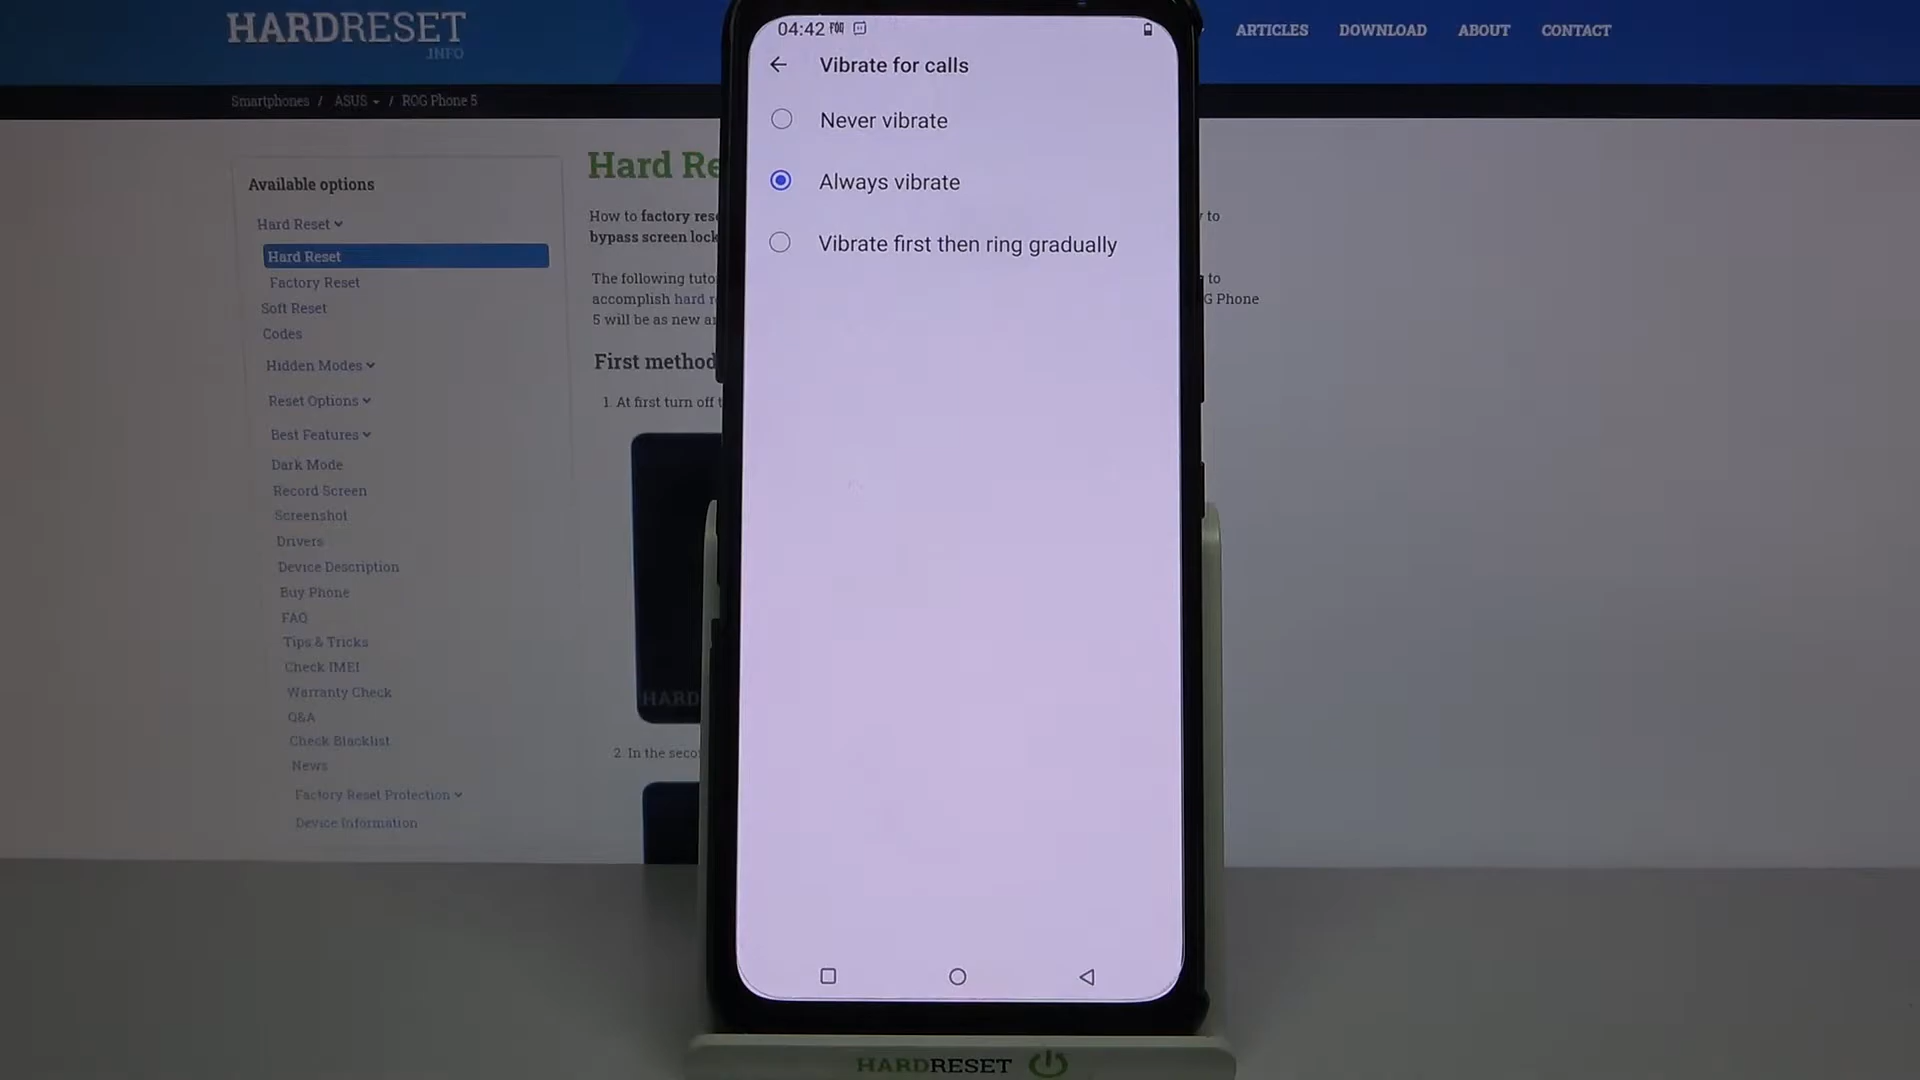 HARDRESET
.INFO
ARTICLES
DOWNLOAD
ABOUT
CONTACT
Smartphones / ASUS / ROG Phone 5
Available options
Hard Reset
Hard Reset
Factory Reset
Soft Reset
Codes
Hidden Modes
Reset Options
Best Features
Dark Mode
Record Screen
Screenshot
Drivers
Device Description
Buy Phone
FAQ
Tips & Tricks
Check IMEI
Warranty Check
Q&A
Check Blacklist
News
Factory Reset Protection
Device Information
Hard Re
How to factory rese
to
bypass screen lock
The following tuto
to
accomplish hard r
G Phone
5 will be as new a
First method
1. At first turn off t
HARD
2. In the seco
04:42
Vibrate for calls
Never vibrate
Always vibrate
Vibrate first then ring gradually
HARDRESET